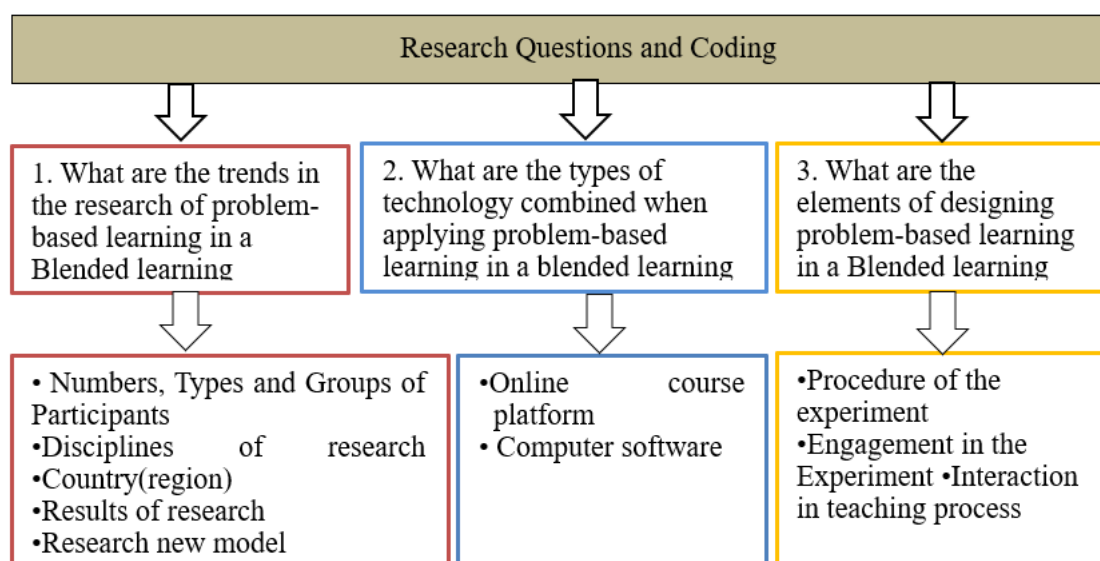 Research Questions and Coding
1. What are the trends in
the research of problem-
based learning in a
Blended learning
2. What are the types of
technology combined when
applying problem-based
learning in a blended learning
3. What are the
elements of designing
problem-based learning
in a Blended learning
• Numbers, Types and Groups of
Participants
•Disciplines of research
•Country(region)
•Results of research
•Research new model
•Online course
platform
• Computer software
•Procedure of the
experiment
•Engagement in the
Experiment •Interaction
in teaching process